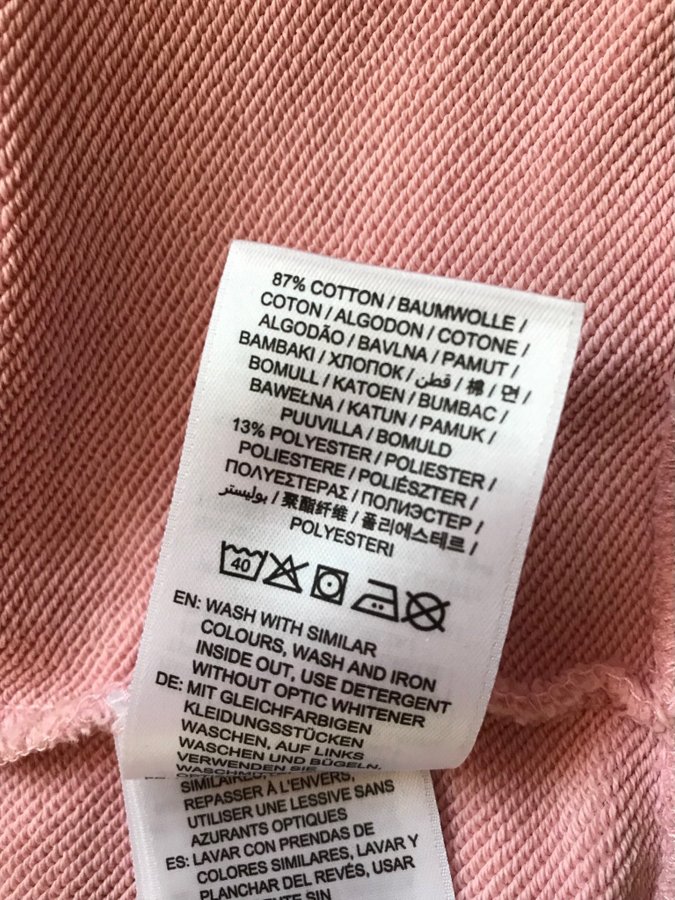 87% COTTON / BAUMWOLLE /
COTON / ALGODON / COTONE /
ALGODÃO / BAVLNA / PAMUT /
BAMBAKI / ХЛОПОК / قطن / 棉 / 면 /
BOMULL / KATOEN / BUMBAC /
BAWEŁNA / KATUN / PAMUK /
PUUVILLA / BOMULD
13% POLYESTER / POLIESTER /
POLIESTERE / POLIÉSZTER /
ΠΟΛΥΕΣΤΕΡΑΣ / ПОЛИЭСТЕР /
بوليستر / 聚酯纤维 / 폴리에스테르 /
POLYESTERI
40
EN: WASH WITH SIMILAR
COLOURS, WASH AND IRON
INSIDE OUT, USE DETERGENT
WITHOUT OPTIC WHITENER
DE: MIT GLEICHFARBIGEN
KLEIDUNGSSTÜCKEN
WASCHEN, AUF LINKS
WASCHEN UND BÜGELN.
VERWENDEN SIE
SIMILAIRES,
REPASSER À L'ENVERS,
UTILISER UNE LESSIVE SANS
AZURANTS OPTIQUES
ES: LAVAR CON PRENDAS DE
COLORES SIMILARES, LAVAR Y
PLANCHAR DEL REVÉS, USAR